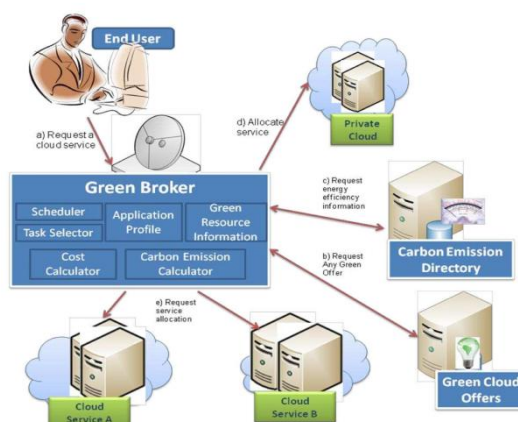 End User
a) Request a
cloud service
d) Allocate
service
Private
Cloud
Green Broker
Scheduler
Task Selector
Application
Profile
Green
Resource
Information
Cost
Calculator
Carbon Emission
Calculator
c) Request
energy
efficiency
information
Carbon Emission
Directory
b) Request
Any Green
Offer
e) Request
service
allocation
Cloud
Service A
Cloud
Service B
Green Cloud
Offers